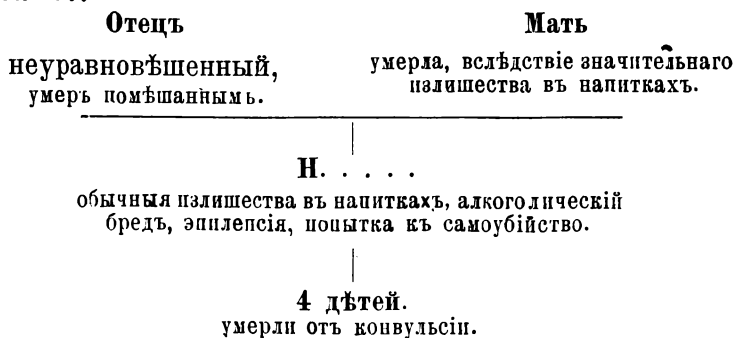 Отецъ
Мать
неуравновѣшенный,
умеръ помѣшаннымъ.
умерла, вслѣдствіе значительнаго
излишества въ напиткахъ.
Н. . . . .
обычныя излишества въ напиткахъ, алкоголическій
бредъ, эпилепсія, попытка къ самоубійство.
4 дѣтей.
умерли отъ конвульсіи.